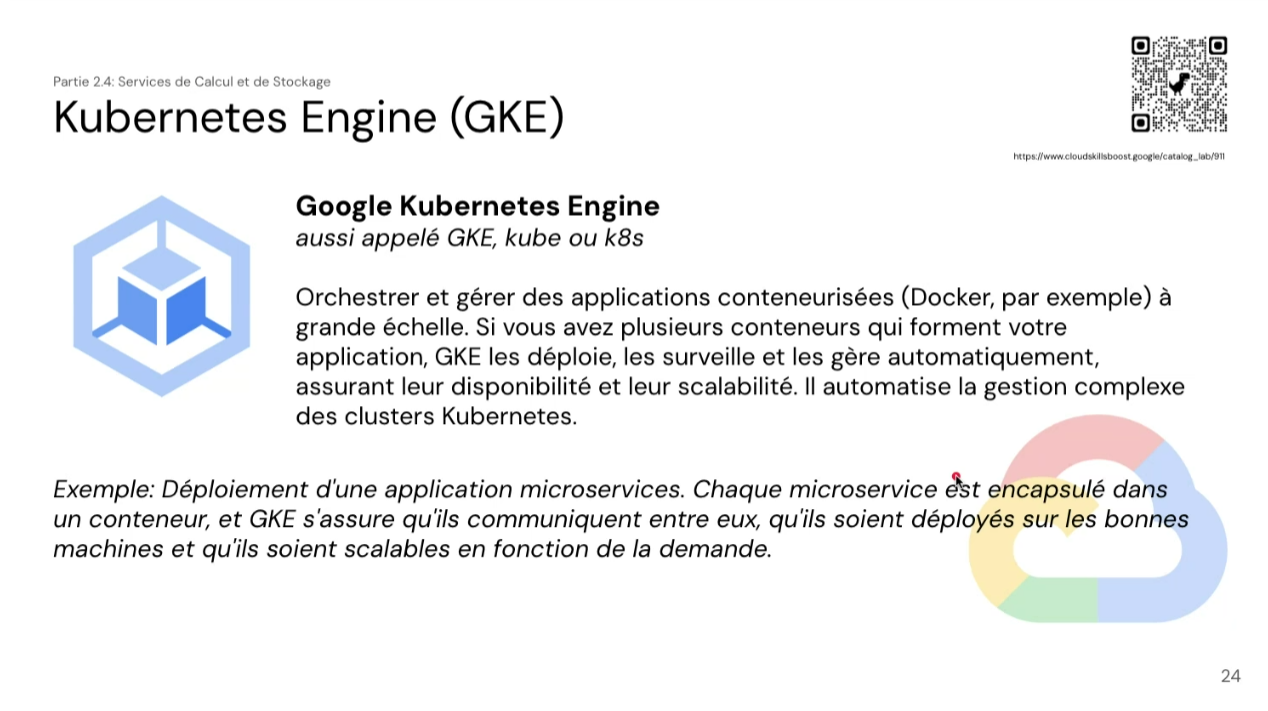 Partie 2.4: Services de Calcul et de Stockage
Kubernetes Engine (GKE)
https://www.cloudskillsboost.google/catalog_lab/911
Google Kubernetes Engine
aussi appelé GKE, kube ou k8s
Orchestrer et gérer des applications conteneurisées (Docker, par exemple) à
grande échelle. Si vous avez plusieurs conteneurs qui forment votre
application, GKE les déploie, les surveille et les gère automatiquement,
assurant leur disponibilité et leur scalabilité. Il automatise la gestion complexe
des clusters Kubernetes.
Exemple: Déploiement d'une application microservices. Chaque microservice est encapsulé dans
un conteneur, et GKE s'assure qu'ils communiquent entre eux, qu'ils soient déployés sur les bonnes
machines et qu'ils soient scalables en fonction de la demande.
24